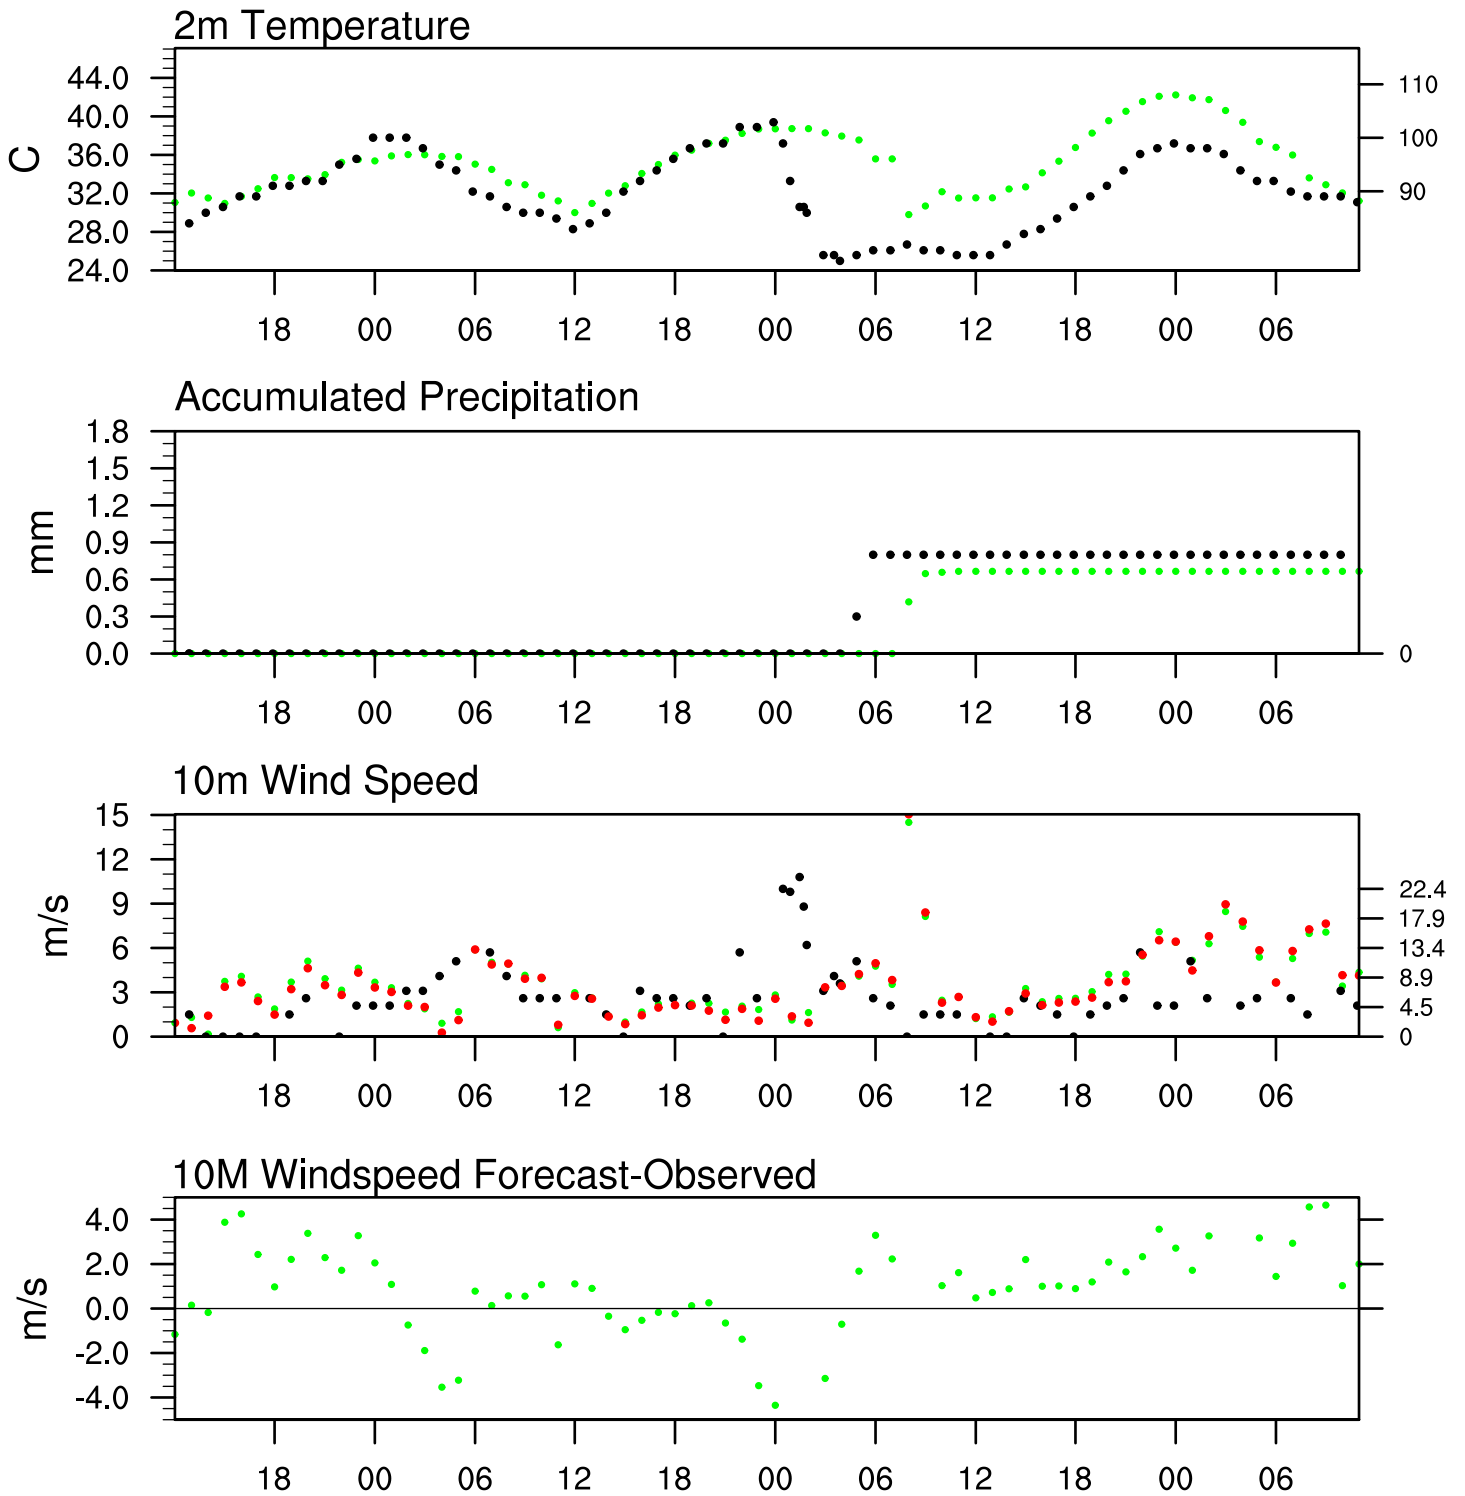 2m Temperature
44.0
40.0
36.0
32.0
28.0
24.0
C
110
100
90
18 00 06 12 18 00 06 12 18 00 06
Accumulated Precipitation
1.8
1.5
1.2
0.9
0.6
0.3
0.0
mm
0
18 00 06 12 18 00 06 12 18 00 06
10m Wind Speed
15
12
9
6
3
0
m/s
22.4
17.9
13.4
8.9
4.5
0
18 00 06 12 18 00 06 12 18 00 06
10M Windspeed Forecast-Observed
4.0
2.0
0.0
-2.0
-4.0
m/s
18 00 06 12 18 00 06 12 18 00 06